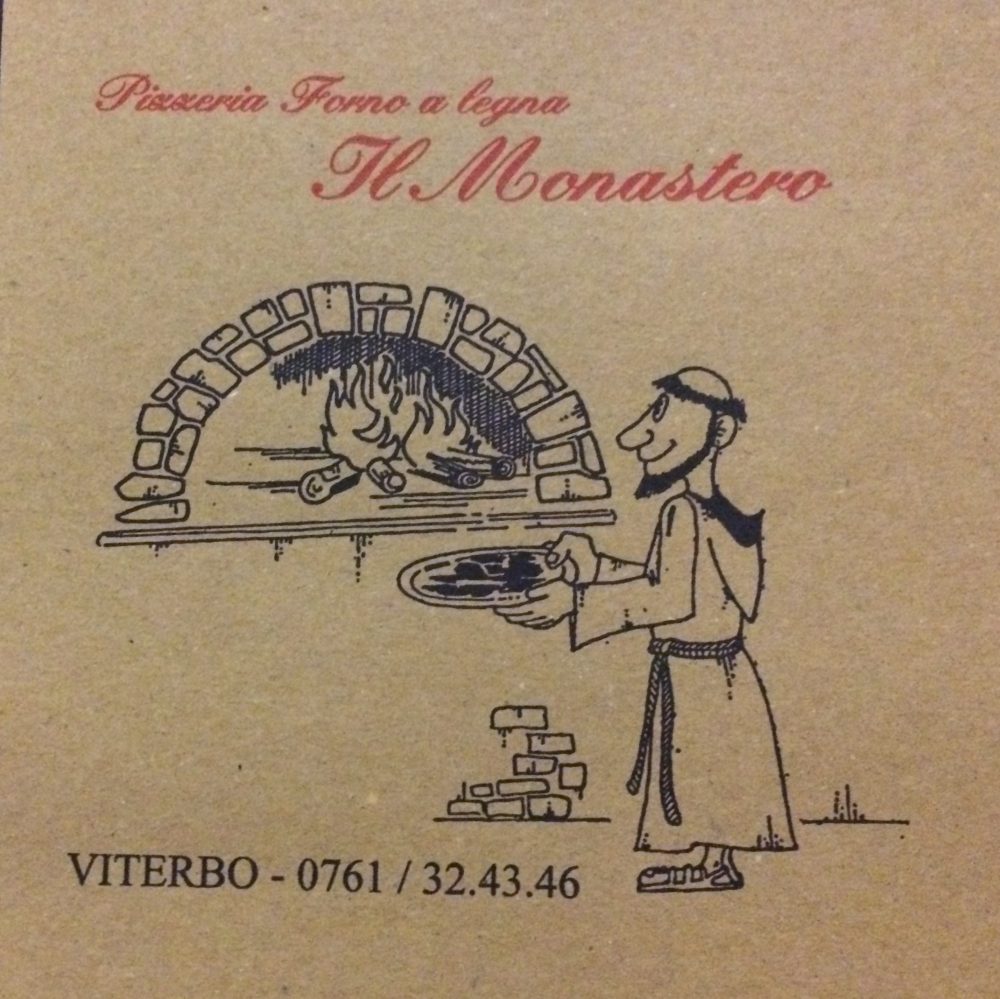 Pizzeria Forno a legna
Il Monastero
VITERBO - 0761 / 32.43.46